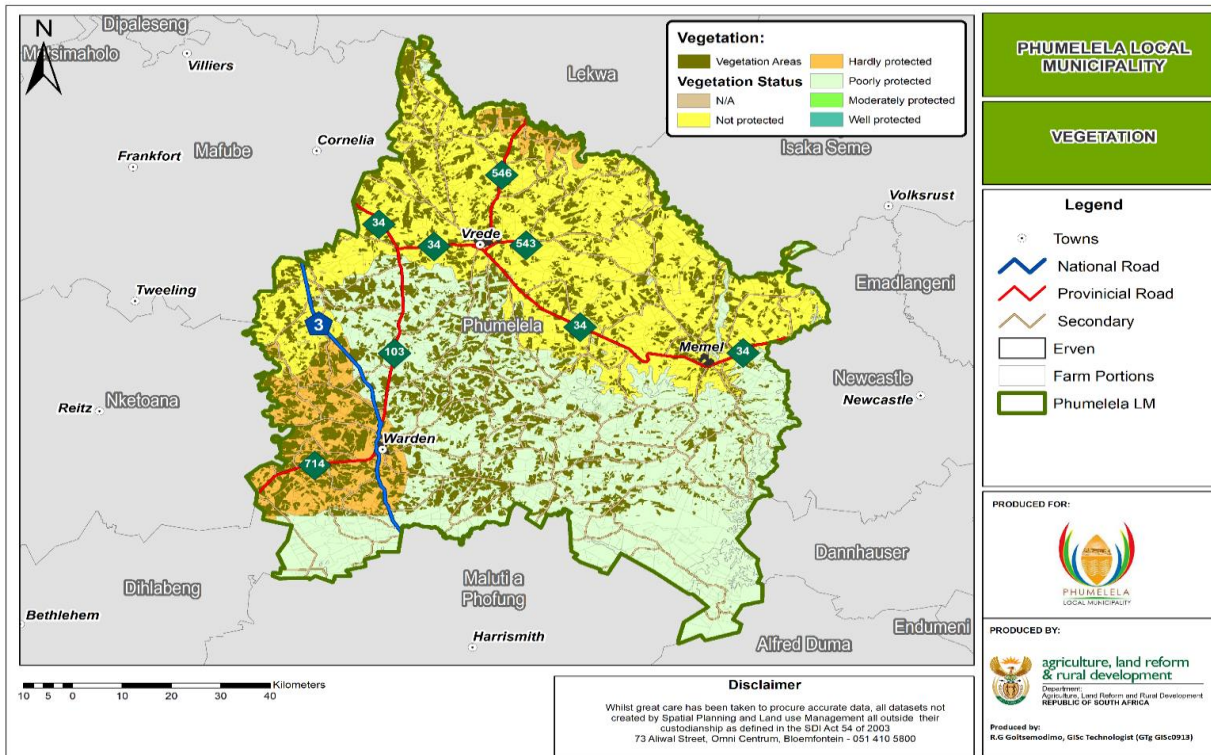 N
Dipaleseng
Metsimaholo
Villiers
Lekwa
Cornelia
Frankfort
Mafube
Isaka Seme
Volksrust
546
34
34
Vrede
543
Tweeling
Emadlangeni
3
Phumelela
34
103
Memel
34
Newcastle
Newcastle
Reitz
Nketoana
Warden
714
Dannhauser
Dihlabeng
Maluti a
Phofung
Bethlehem
Harrismith
Alfred Duma
Endumeni
Vegetation:
Vegetation Areas
Vegetation Status
N/A
Not protected
Hardly protected
Poorly protected
Moderately protected
Well protected
10 5 0 10 20 30 40 Kilometers
Disclaimer
Whilst great care has been taken to procure accurate data, all datasets not
created by Spatial Planning and Land use Management all outside their
custodianship as defined in the SDI Act 54 of 2003
73 Aliwal Street, Omni Centrum, Bloemfontein - 051 410 5800
PHUMELELA LOCAL
MUNICIPALITY
VEGETATION
Legend
Towns
National Road
Provinicial Road
Secondary
Erven
Farm Portions
Phumelela LM
PRODUCED FOR:
PHUMELELA
LOCAL MUNICIPALITY
PRODUCED BY:
agriculture, land reform
& rural development
Department:
Agriculture, Land Reform and Rural Development
REPUBLIC OF SOUTH AFRICA
Produced by:
R.G Goitsemodimo, GISc Technologist (GTg GISc0913)